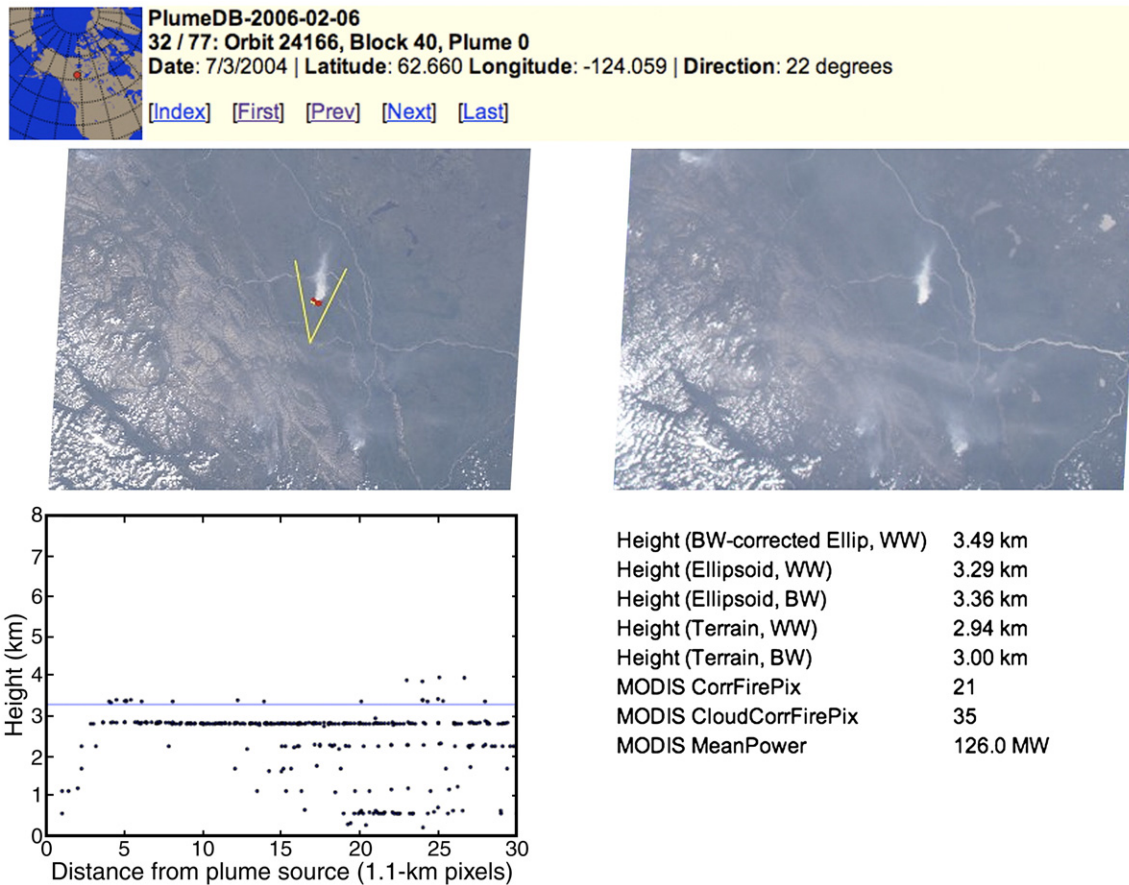 PlumeDB-2006-02-06
32 / 77: Orbit 24166, Block 40, Plume 0
Date: 7/3/2004 | Latitude: 62.660 Longitude: -124.059 | Direction: 22 degrees
[Index] [First] [Prev] [Next] [Last]
8
7
6
5
4
3
2
1
0
Height (km)
0 5 10 15 20 25 30
Distance from plume source (1.1-km pixels)
Height (BW-corrected Ellip, WW) 3.49 km
Height (Ellipsoid, WW) 3.29 km
Height (Ellipsoid, BW) 3.36 km
Height (Terrain, WW) 2.94 km
Height (Terrain, BW) 3.00 km
MODIS CorrFirePix 21
MODIS CloudCorrFirePix 35
MODIS MeanPower 126.0 MW